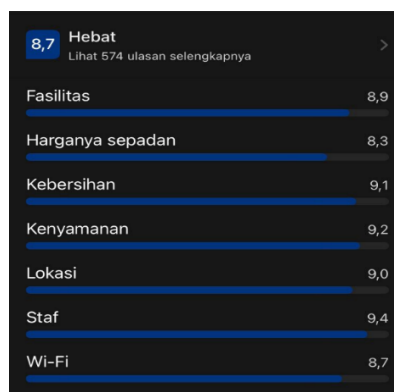 8,7 Hebat
Lihat 574 ulasan selengkapnya
Fasilitas 8,9
Harganya sepadan 8,3
Kebersihan 9,1
Kenyamanan 9,2
Lokasi 9,0
Staf 9,4
Wi-Fi 8,7